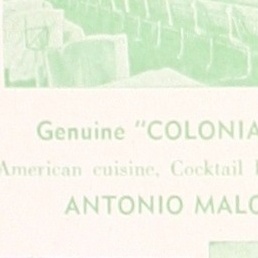 Genuine "COLONIA
American cuisine, Cocktail
ANTONIO MALO